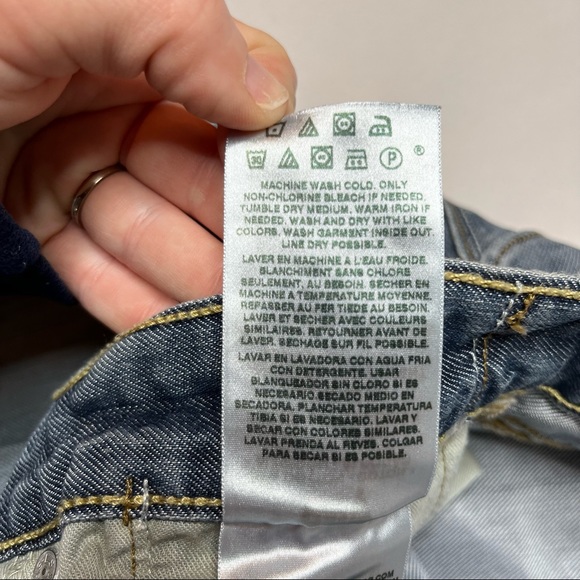 30 P ®
MACHINE WASH COLD. ONLY
NON-CHLORINE BLEACH IF NEEDED.
TUMBLE DRY MEDIUM. WARM IRON IF
NEEDED. WASH AND DRY WITH LIKE
COLORS. WASH GARMENT INSIDE OUT.
LINE DRY POSSIBLE.
LAVER EN MACHINE A L'EAU FROIDE.
BLANCHIMENT SANS CHLORE
SEULEMENT, AU BESOIN. SECHER EN
MACHINE A TEMPERATURE MOYENNE.
REPASSER AU FER TIEDE AU BESOIN.
LAVER ET SECHER AVEC COULEURS
SIMILAIRES. RETOURNER AVANT DE
LAVER. SECHAGE SUR FIL POSSIBLE.
LAVAR EN LAVADORA CON AGUA FRIA
CON DETERGENTE. USAR
BLANQUEADOR SIN CLORO SI ES
NECESARIO. SECADO MEDIO EN
SECADORA. PLANCHAR TEMPERATURA
TIBIA SI ES NECESARIO. LAVAR Y
SECAR CON COLORES SIMILARES.
LAVAR PRENDA AL REVES. COLGAR
PARA SECAR SI ES POSIBLE.